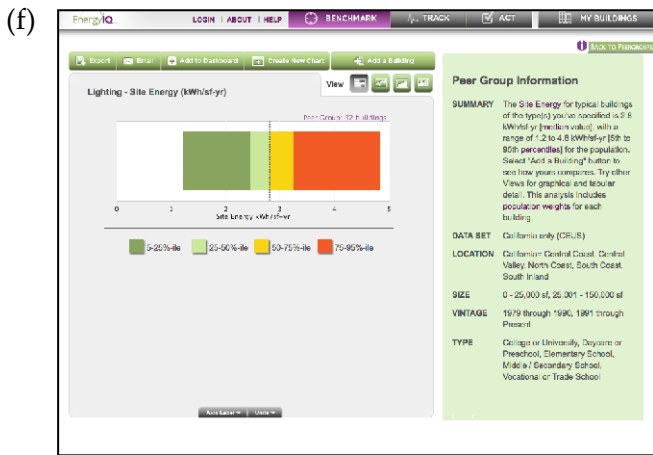 (f)
EnergyIQ
LOGIN | ABOUT | HELP
BENCHMARK
TRACK
ACT
MY BUILDINGS
BACK TO PEERGROUPS
Export
Email
Add to Dashboard
Create New Chart
Add a Building
Lighting - Site Energy (kWh/sf-yr)
View
Peer Group: 32 buildings
0 1 2 3 4 5
Site Energy kWh/sf-yr
5-25%-ile 25-50%-ile 50-75%-ile 75-95%-ile
Axis Label
Units
Peer Group Information
SUMMARY The Site Energy for typical buildings
of the type(s) you've specified is 2.8
kWh/sf-yr [median value], with a
range of 1.2 to 4.8 kWh/sf-yr [5th to
95th percentiles] for the population.
Select "Add a Building" button to
see how yours compares. Try other
Views for graphical and tabular
detail. This analysis includes
population weights for each
building.
DATA SET California only (CEUS)
LOCATION California= Central Coast, Central
Valley, North Coast, South Coast,
South Inland
SIZE 0 - 25,000 sf, 25,001 - 150,000 sf
VINTAGE 1979 through 1990, 1991 through
Present
TYPE College or University, Daycare or
Preschool, Elementary School,
Middle / Secondary School,
Vocational or Trade School